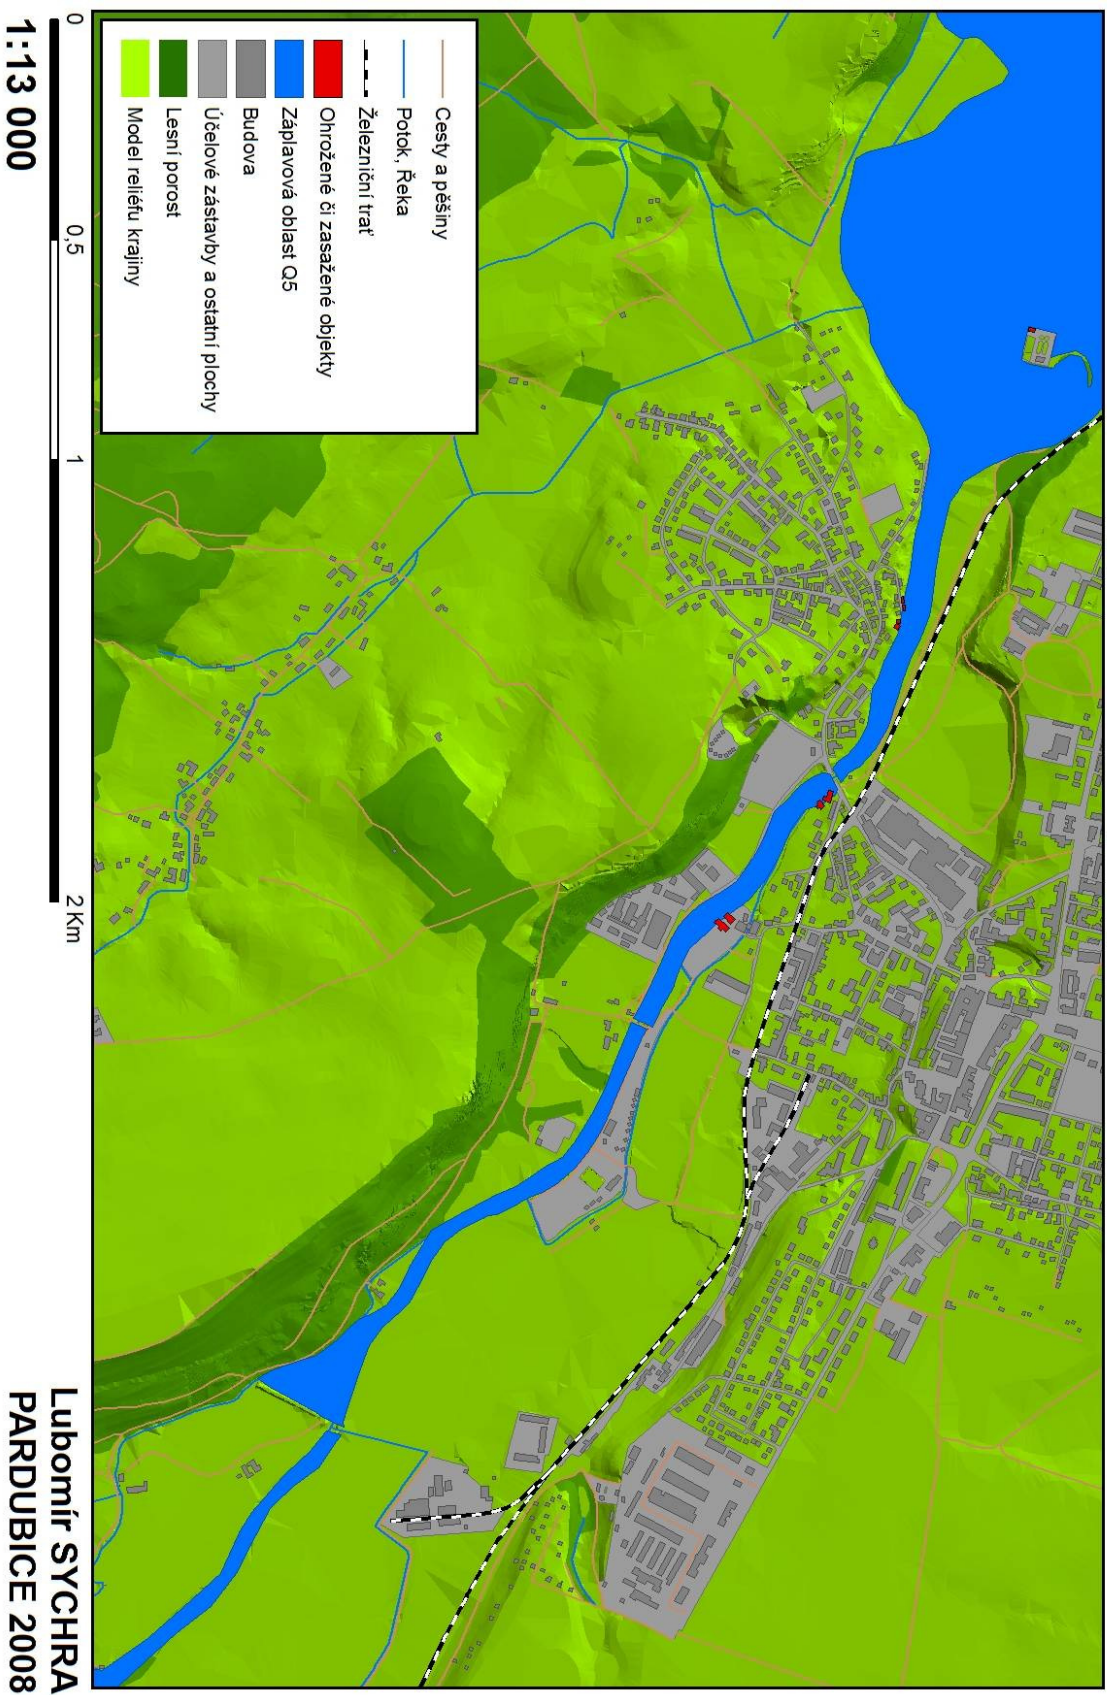 Cesty a pěšiny
Potok, Řeka
Železniční trať
Ohrožené či zasažené objekty
Záplavová oblast Q5
Budova
Účelové zástavby a ostatní plochy
Lesní porost
Model reliéfu krajiny
0 0,5 1 2 Km
1:13 000
Lubomír SYCHRA
PARDUBICE 2008